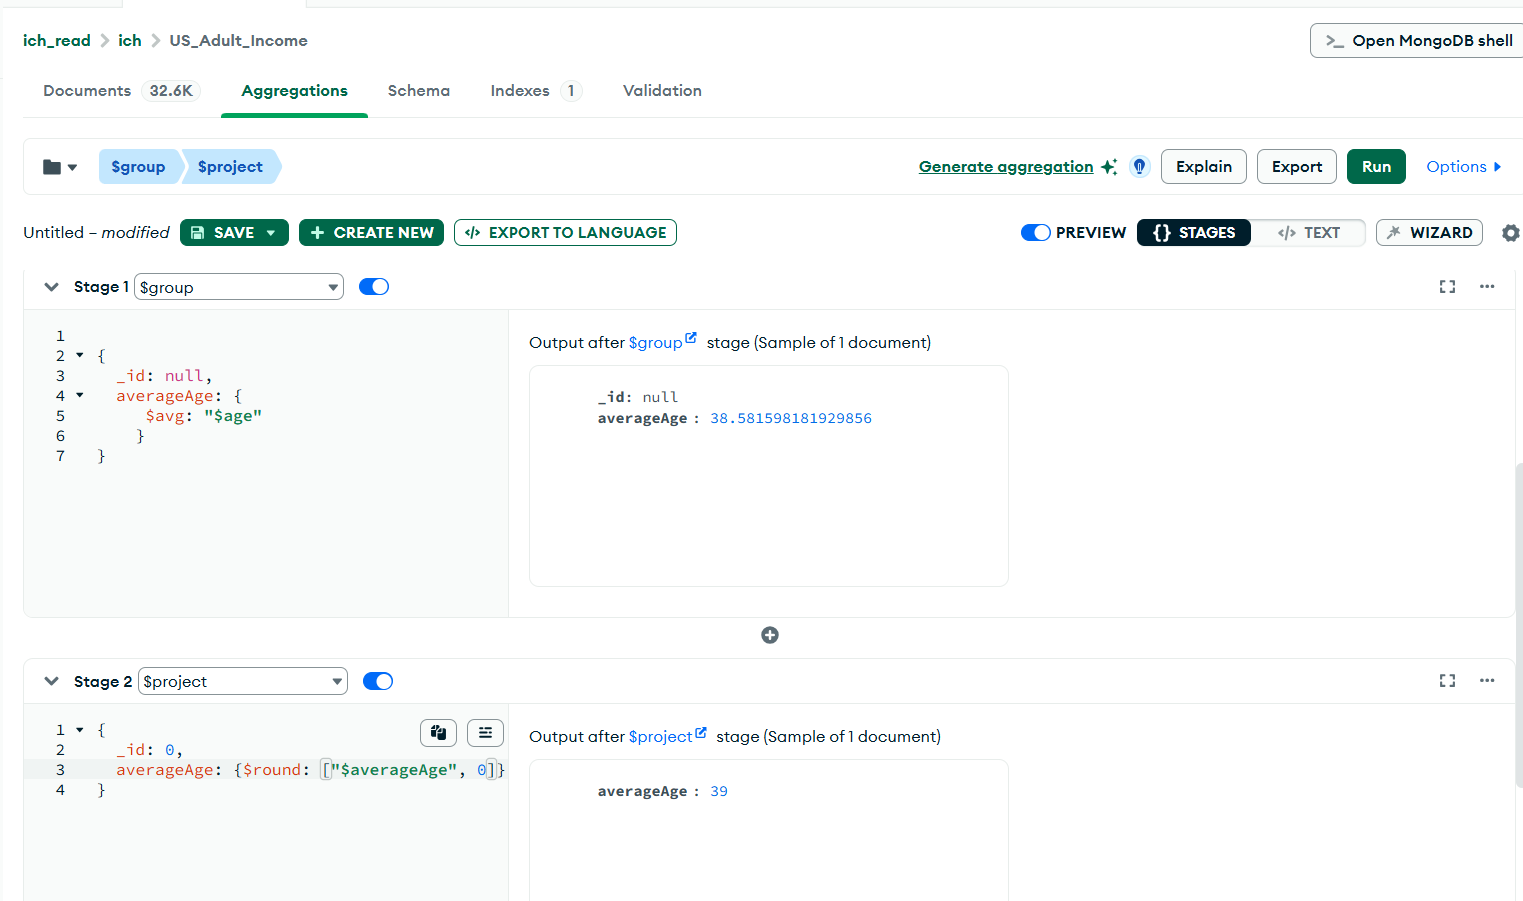 ich_read > ich > US_Adult_Income
>_ Open MongoDB shell
Documents 32.6K Aggregations Schema Indexes 1 Validation
$group $project Generate aggregation Explain Export Run Options
Untitled – modified SAVE + CREATE NEW </> EXPORT TO LANGUAGE PREVIEW {} STAGES </> TEXT WIZARD
Stage 1 $group
1
2 {
3 _id: null,
4 averageAge: {
5 $avg: "$age"
6 }
7 }
Output after $group stage (Sample of 1 document)
_id: null
averageAge : 38.581598181929856
Stage 2 $project
1 {
2 _id: 0,
3 averageAge: {$round: ["$averageAge", 0]}
4 }
Output after $project stage (Sample of 1 document)
averageAge : 39